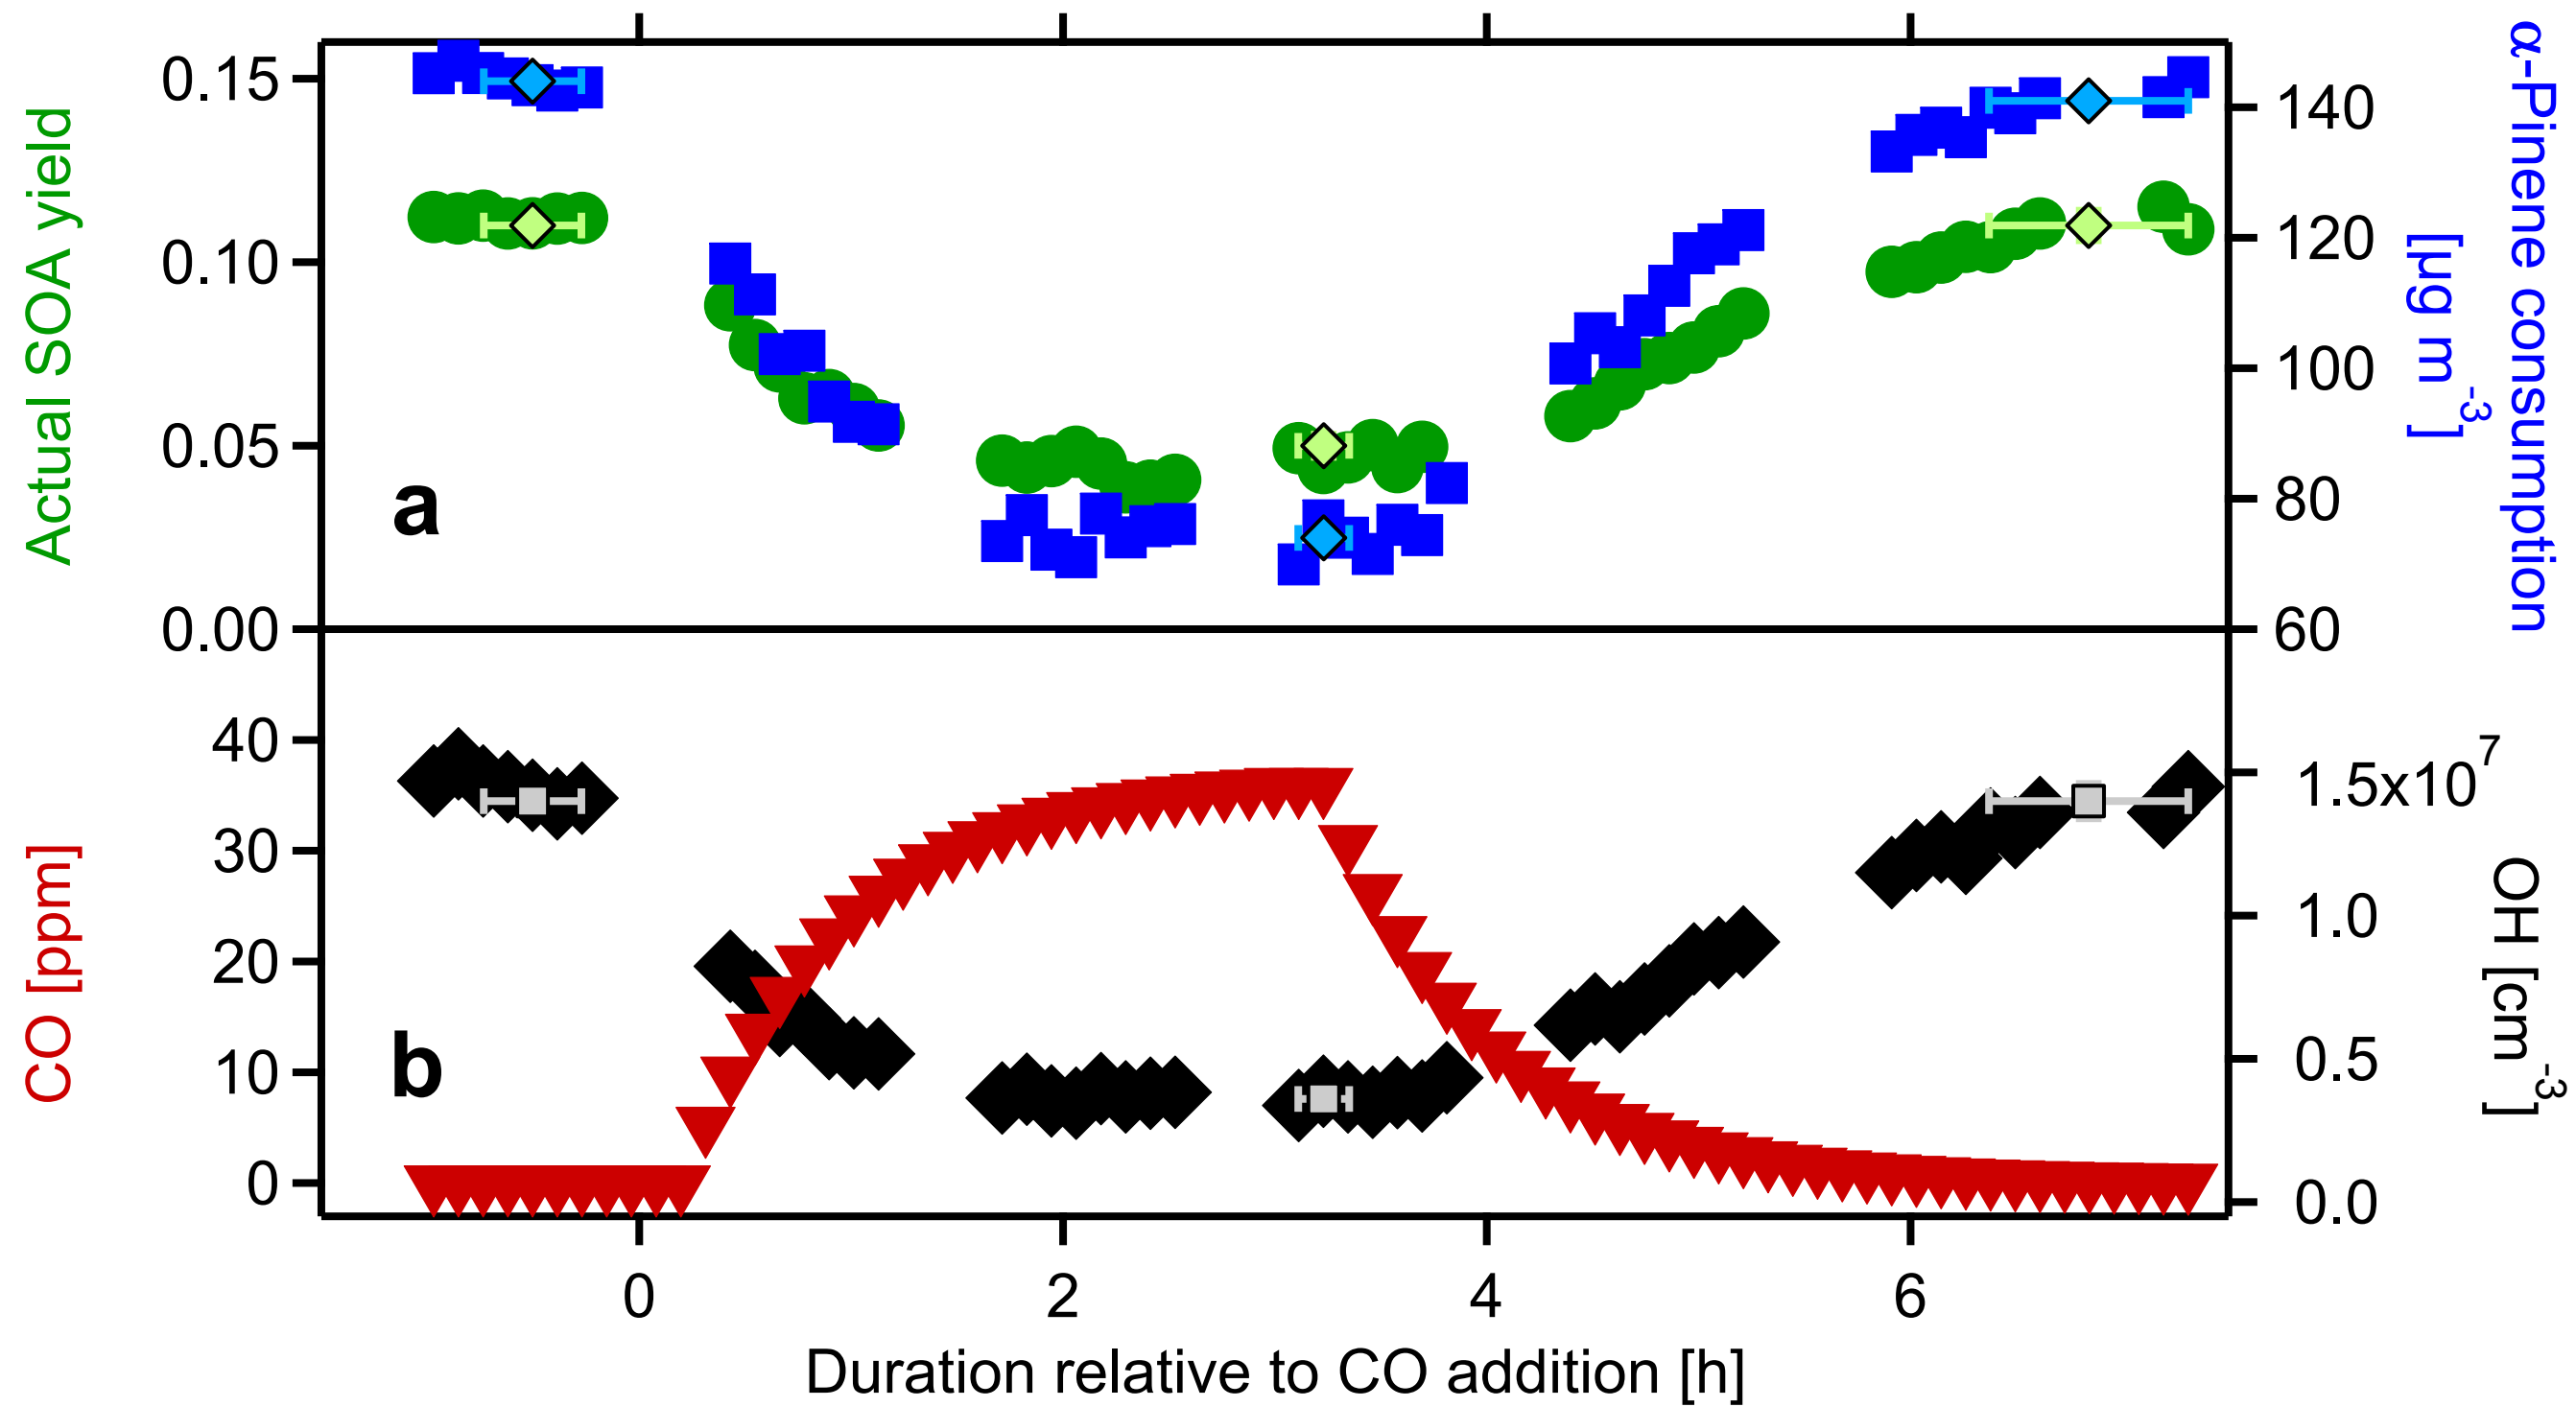 Actual SOA yield
0.15
0.10
0.05
0.00
a
140
120
100
80
60
α-Pinene consumption
[µg m⁻³]
CO [ppm]
40
30
20
10
0
b
1.5x10⁷
1.0
0.5
0.0
OH [cm⁻³]
0 2 4 6
Duration relative to CO addition [h]